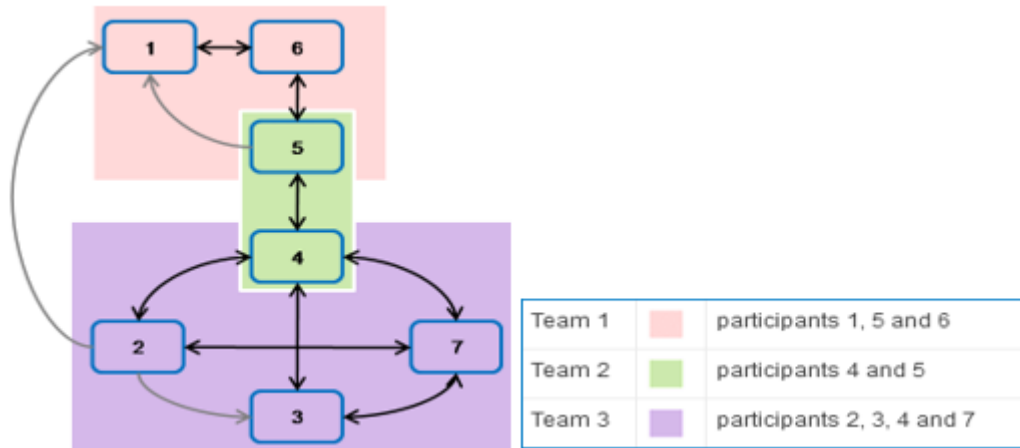 1
6
5
4
2
7
3
Team 1 participants 1, 5 and 6
Team 2 participants 4 and 5
Team 3 participants 2, 3, 4 and 7